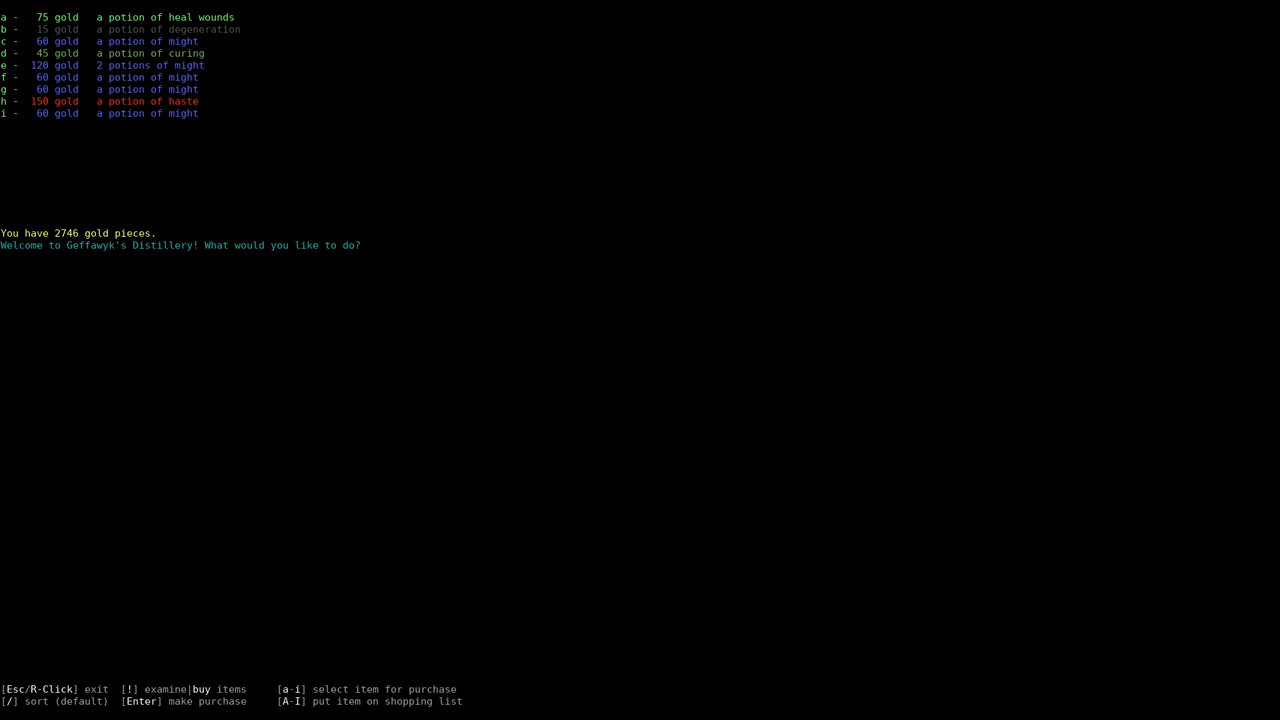 a -   75 gold   a potion of heal wounds
b -   15 gold   a potion of degeneration
c -   60 gold   a potion of might
d -   45 gold   a potion of curing
e -  120 gold   2 potions of might
f -   60 gold   a potion of might
g -   60 gold   a potion of might
h -  150 gold   a potion of haste
i -   60 gold   a potion of might
You have 2746 gold pieces.
Welcome to Geffawyk's Distillery! What would you like to do?
[Esc/R-Click] exit  [!] examine|buy items     [a-i] select item for purchase
[/] sort (default)  [Enter] make purchase     [A-I] put item on shopping list